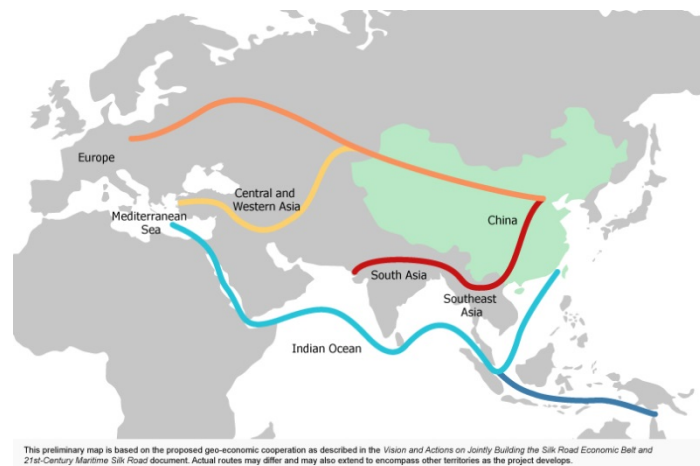 Europe
Central and
Western Asia
Mediterranean
Sea
China
South Asia
Southeast
Asia
Indian Ocean
This preliminary map is based on the proposed geo-economic cooperation as described in the Vision and Actions on Jointly Building the Silk Road Economic Belt and
21st-Century Maritime Silk Road document. Actual routes may differ and may also extend to encompass other territories as the project develops.